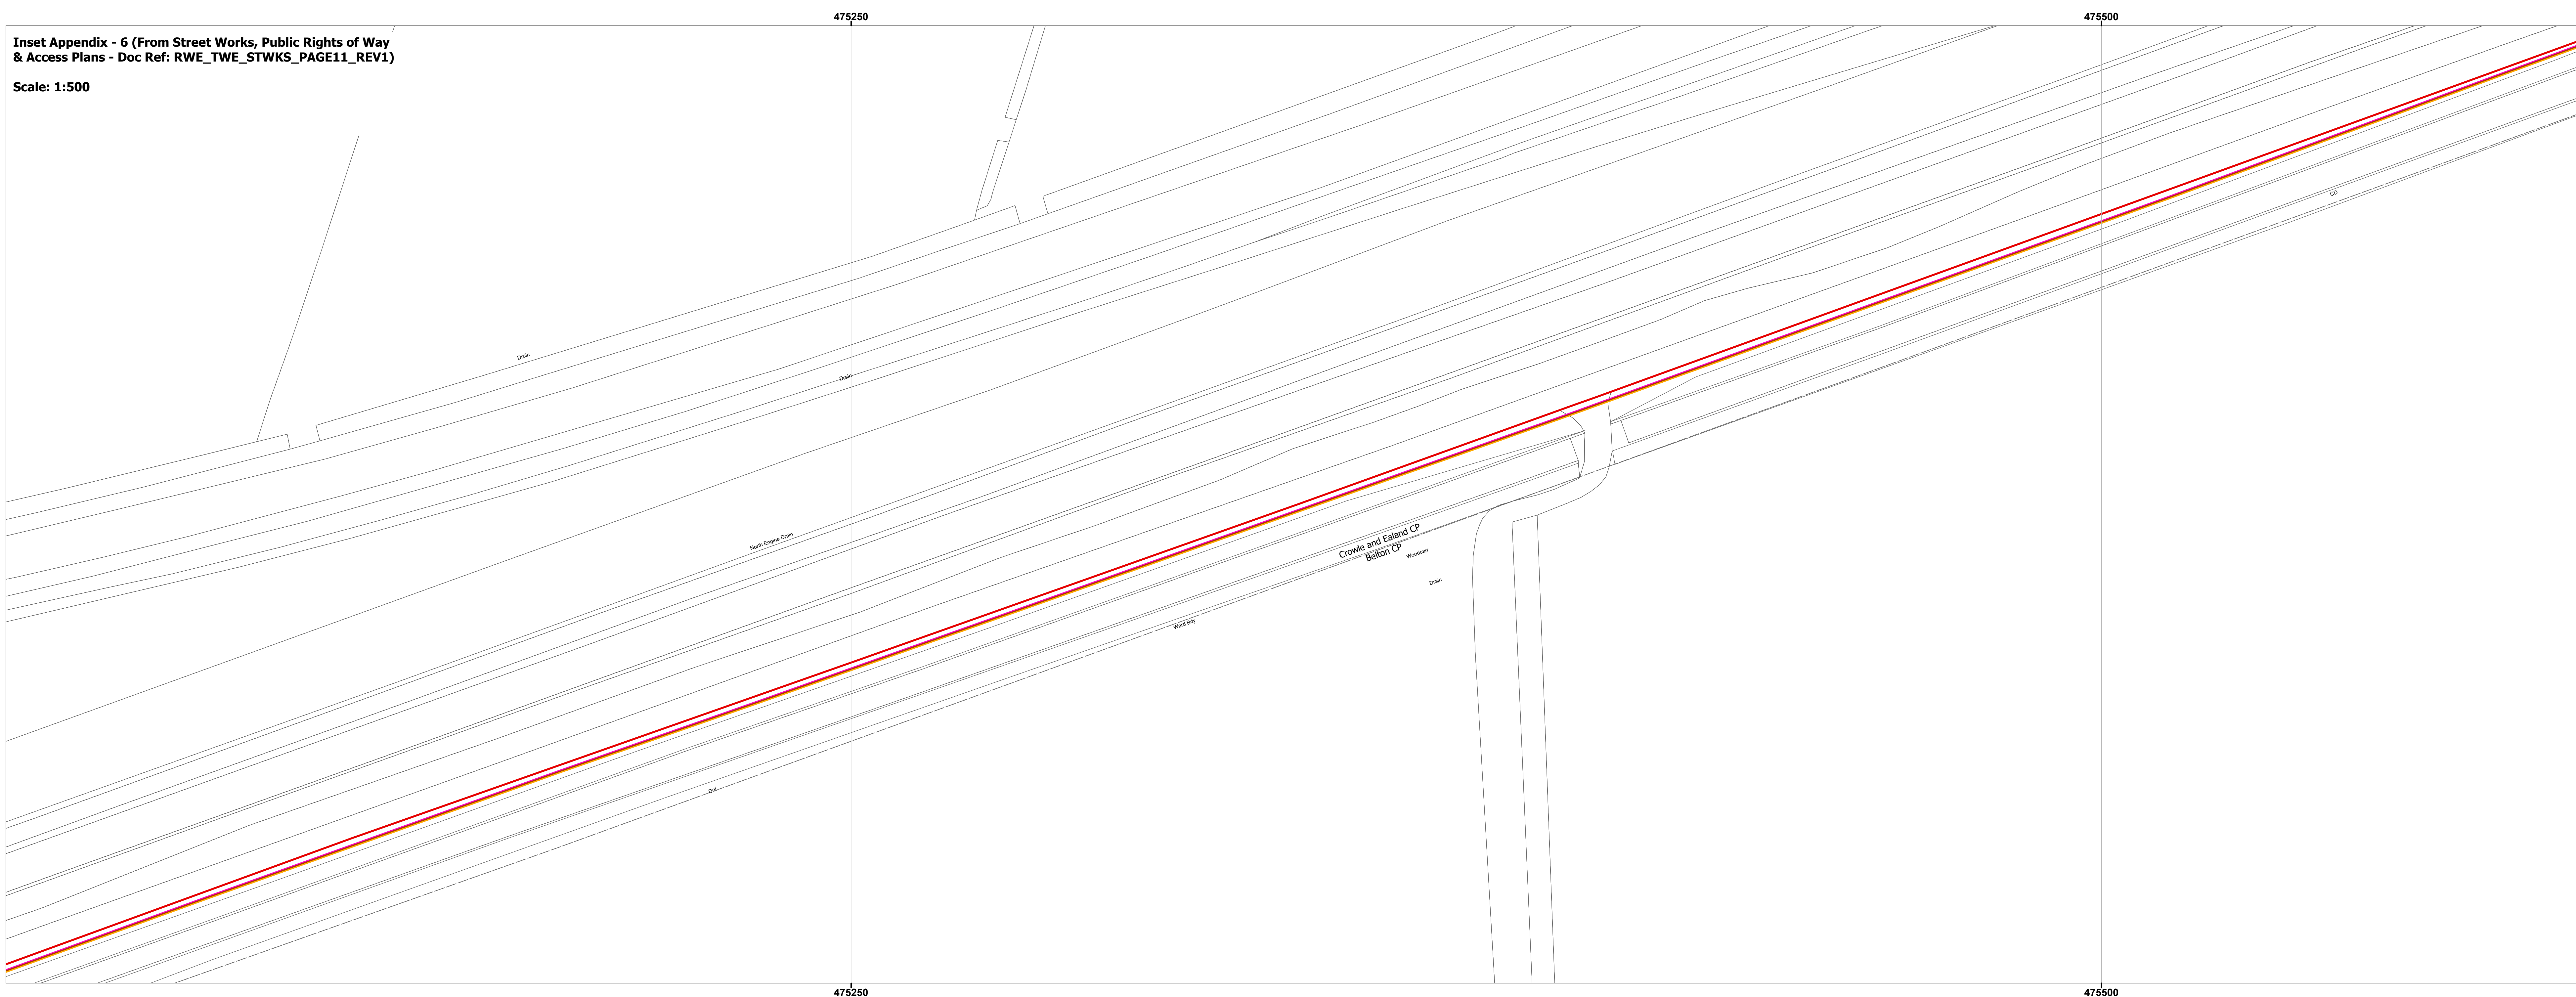 475250
475500
Inset Appendix - 6 (From Street Works, Public Rights of Way
& Access Plans - Doc Ref: RWE_TWE_STWKS_PAGE11_REV1)
Scale: 1:500
CD
Drain
Drain
North Engine Drain
Crowle and Ealand CP
Belton CP
Woodcarr
Drain
Ward Bdy
Def
475250
475500